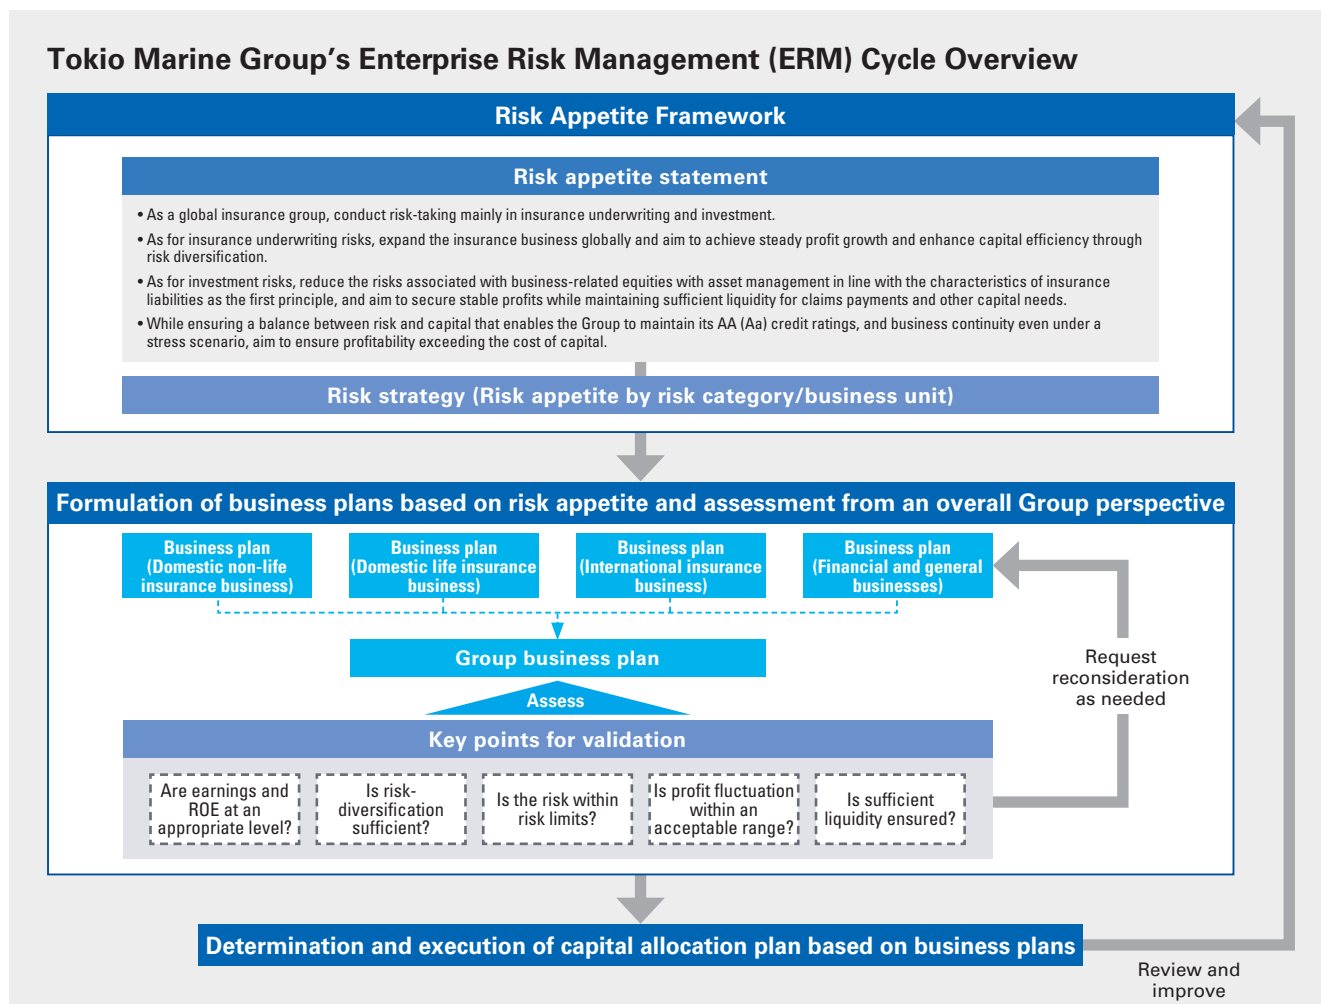 Tokio Marine Group’s Enterprise Risk Management (ERM) Cycle Overview
Risk Appetite Framework
Risk appetite statement
• As a global insurance group, conduct risk-taking mainly in insurance underwriting and investment.
• As for insurance underwriting risks, expand the insurance business globally and aim to achieve steady profit growth and enhance capital efficiency through
risk diversification.
• As for investment risks, reduce the risks associated with business-related equities with asset management in line with the characteristics of insurance
liabilities as the first principle, and aim to secure stable profits while maintaining sufficient liquidity for claims payments and other capital needs.
• While ensuring a balance between risk and capital that enables the Group to maintain its AA (Aa) credit ratings, and business continuity even under a
stress scenario, aim to ensure profitability exceeding the cost of capital.
Risk strategy (Risk appetite by risk category/business unit)
Formulation of business plans based on risk appetite and assessment from an overall Group perspective
Business plan
(Domestic non-life
insurance business)
Business plan
(Domestic life insurance
business)
Business plan
(International insurance
business)
Business plan
(Financial and general
businesses)
Group business plan
Assess
Request
reconsideration
as needed
Key points for validation
Are earnings and
ROE at an
appropriate level?
Is risk-
diversification
sufficient?
Is the risk within
risk limits?
Is profit fluctuation
within an
acceptable range?
Is sufficient
liquidity ensured?
Determination and execution of capital allocation plan based on business plans
Review and
improve